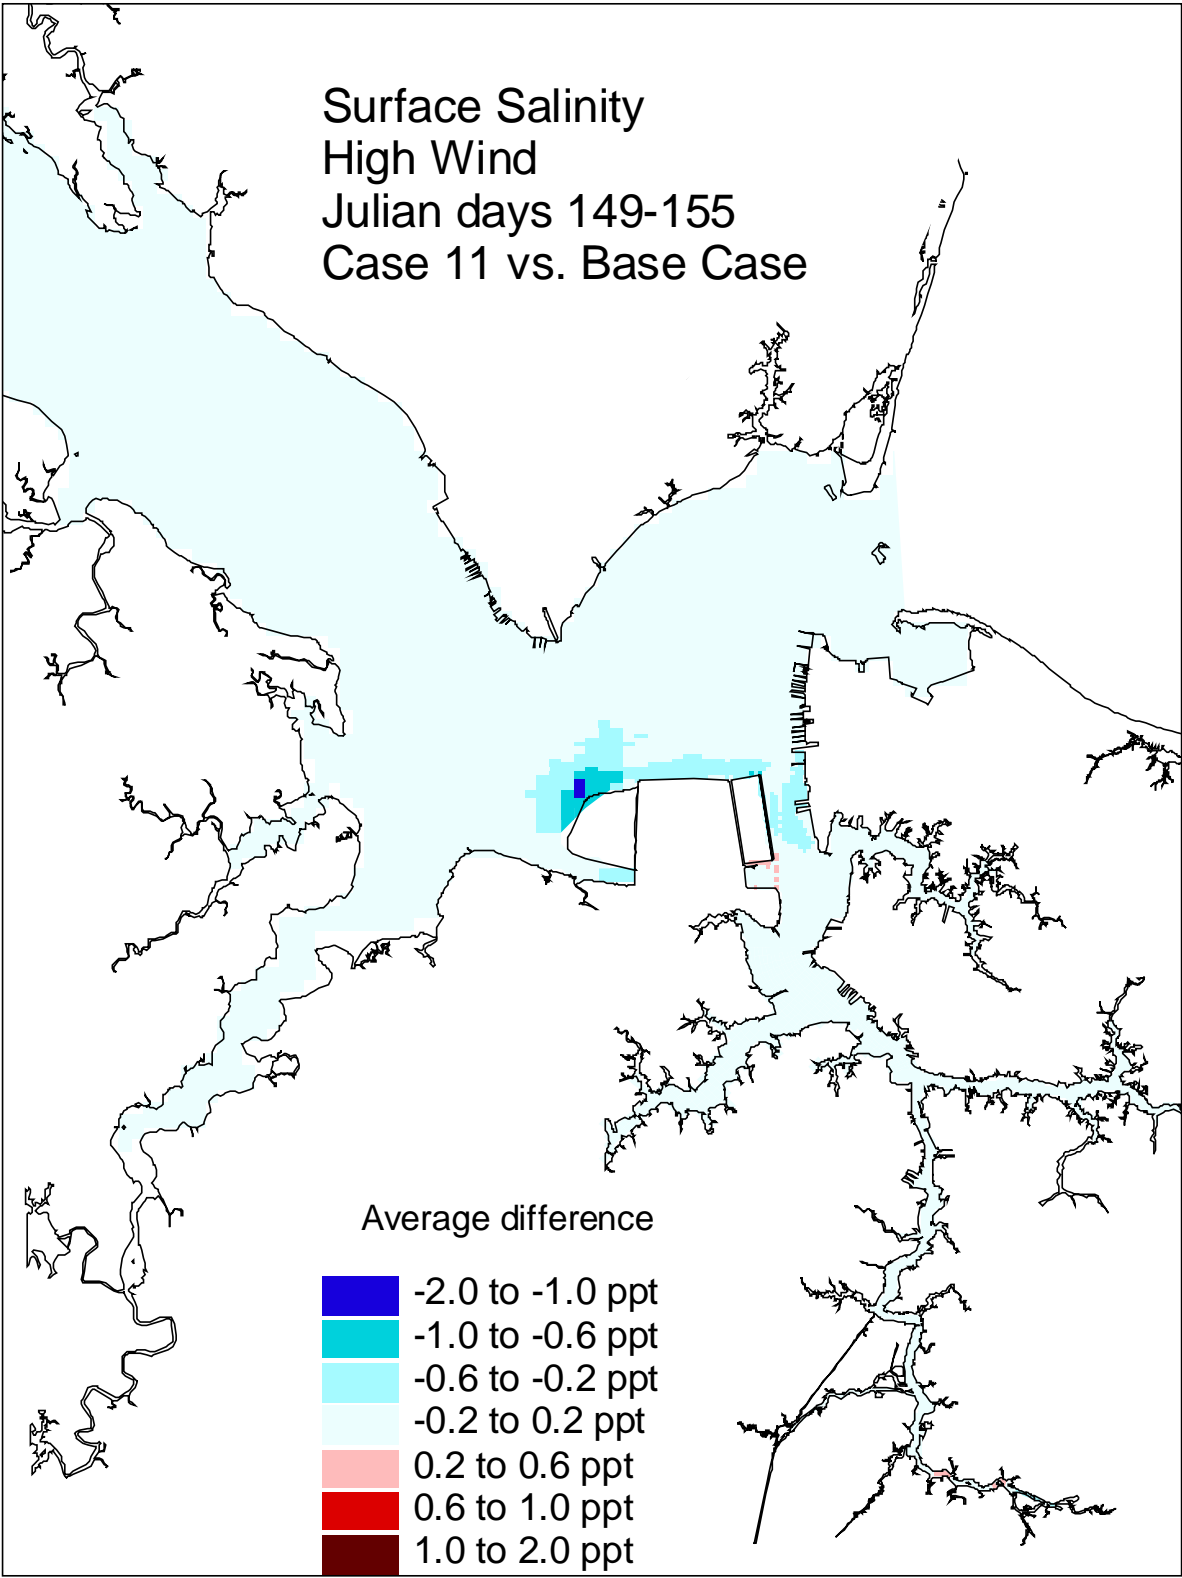 Surface Salinity
High Wind
Julian days 149-155
Case 11 vs. Base Case
Average difference
-2.0 to -1.0 ppt
-1.0 to -0.6 ppt
-0.6 to -0.2 ppt
-0.2 to 0.2 ppt
0.2 to 0.6 ppt
0.6 to 1.0 ppt
1.0 to 2.0 ppt